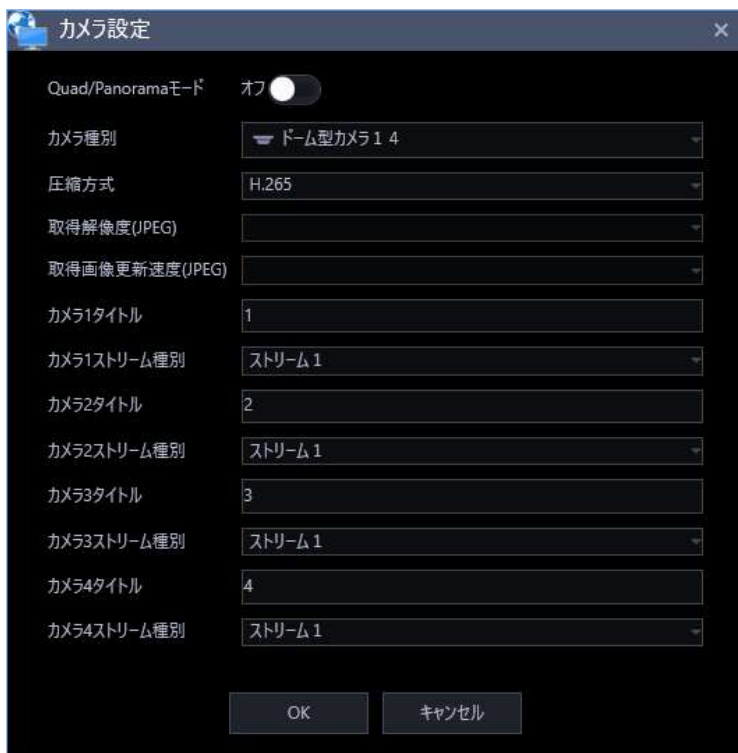 カメラ設定
Quad/Panoramaモード オフ
カメラ種別 ドーム型カメラ１４
圧縮方式 H.265
取得解像度(JPEG)
取得画像更新速度(JPEG)
カメラ1タイトル 1
カメラ1ストリーム種別 ストリーム1
カメラ2タイトル 2
カメラ2ストリーム種別 ストリーム1
カメラ3タイトル 3
カメラ3ストリーム種別 ストリーム1
カメラ4タイトル 4
カメラ4ストリーム種別 ストリーム1
OK キャンセル